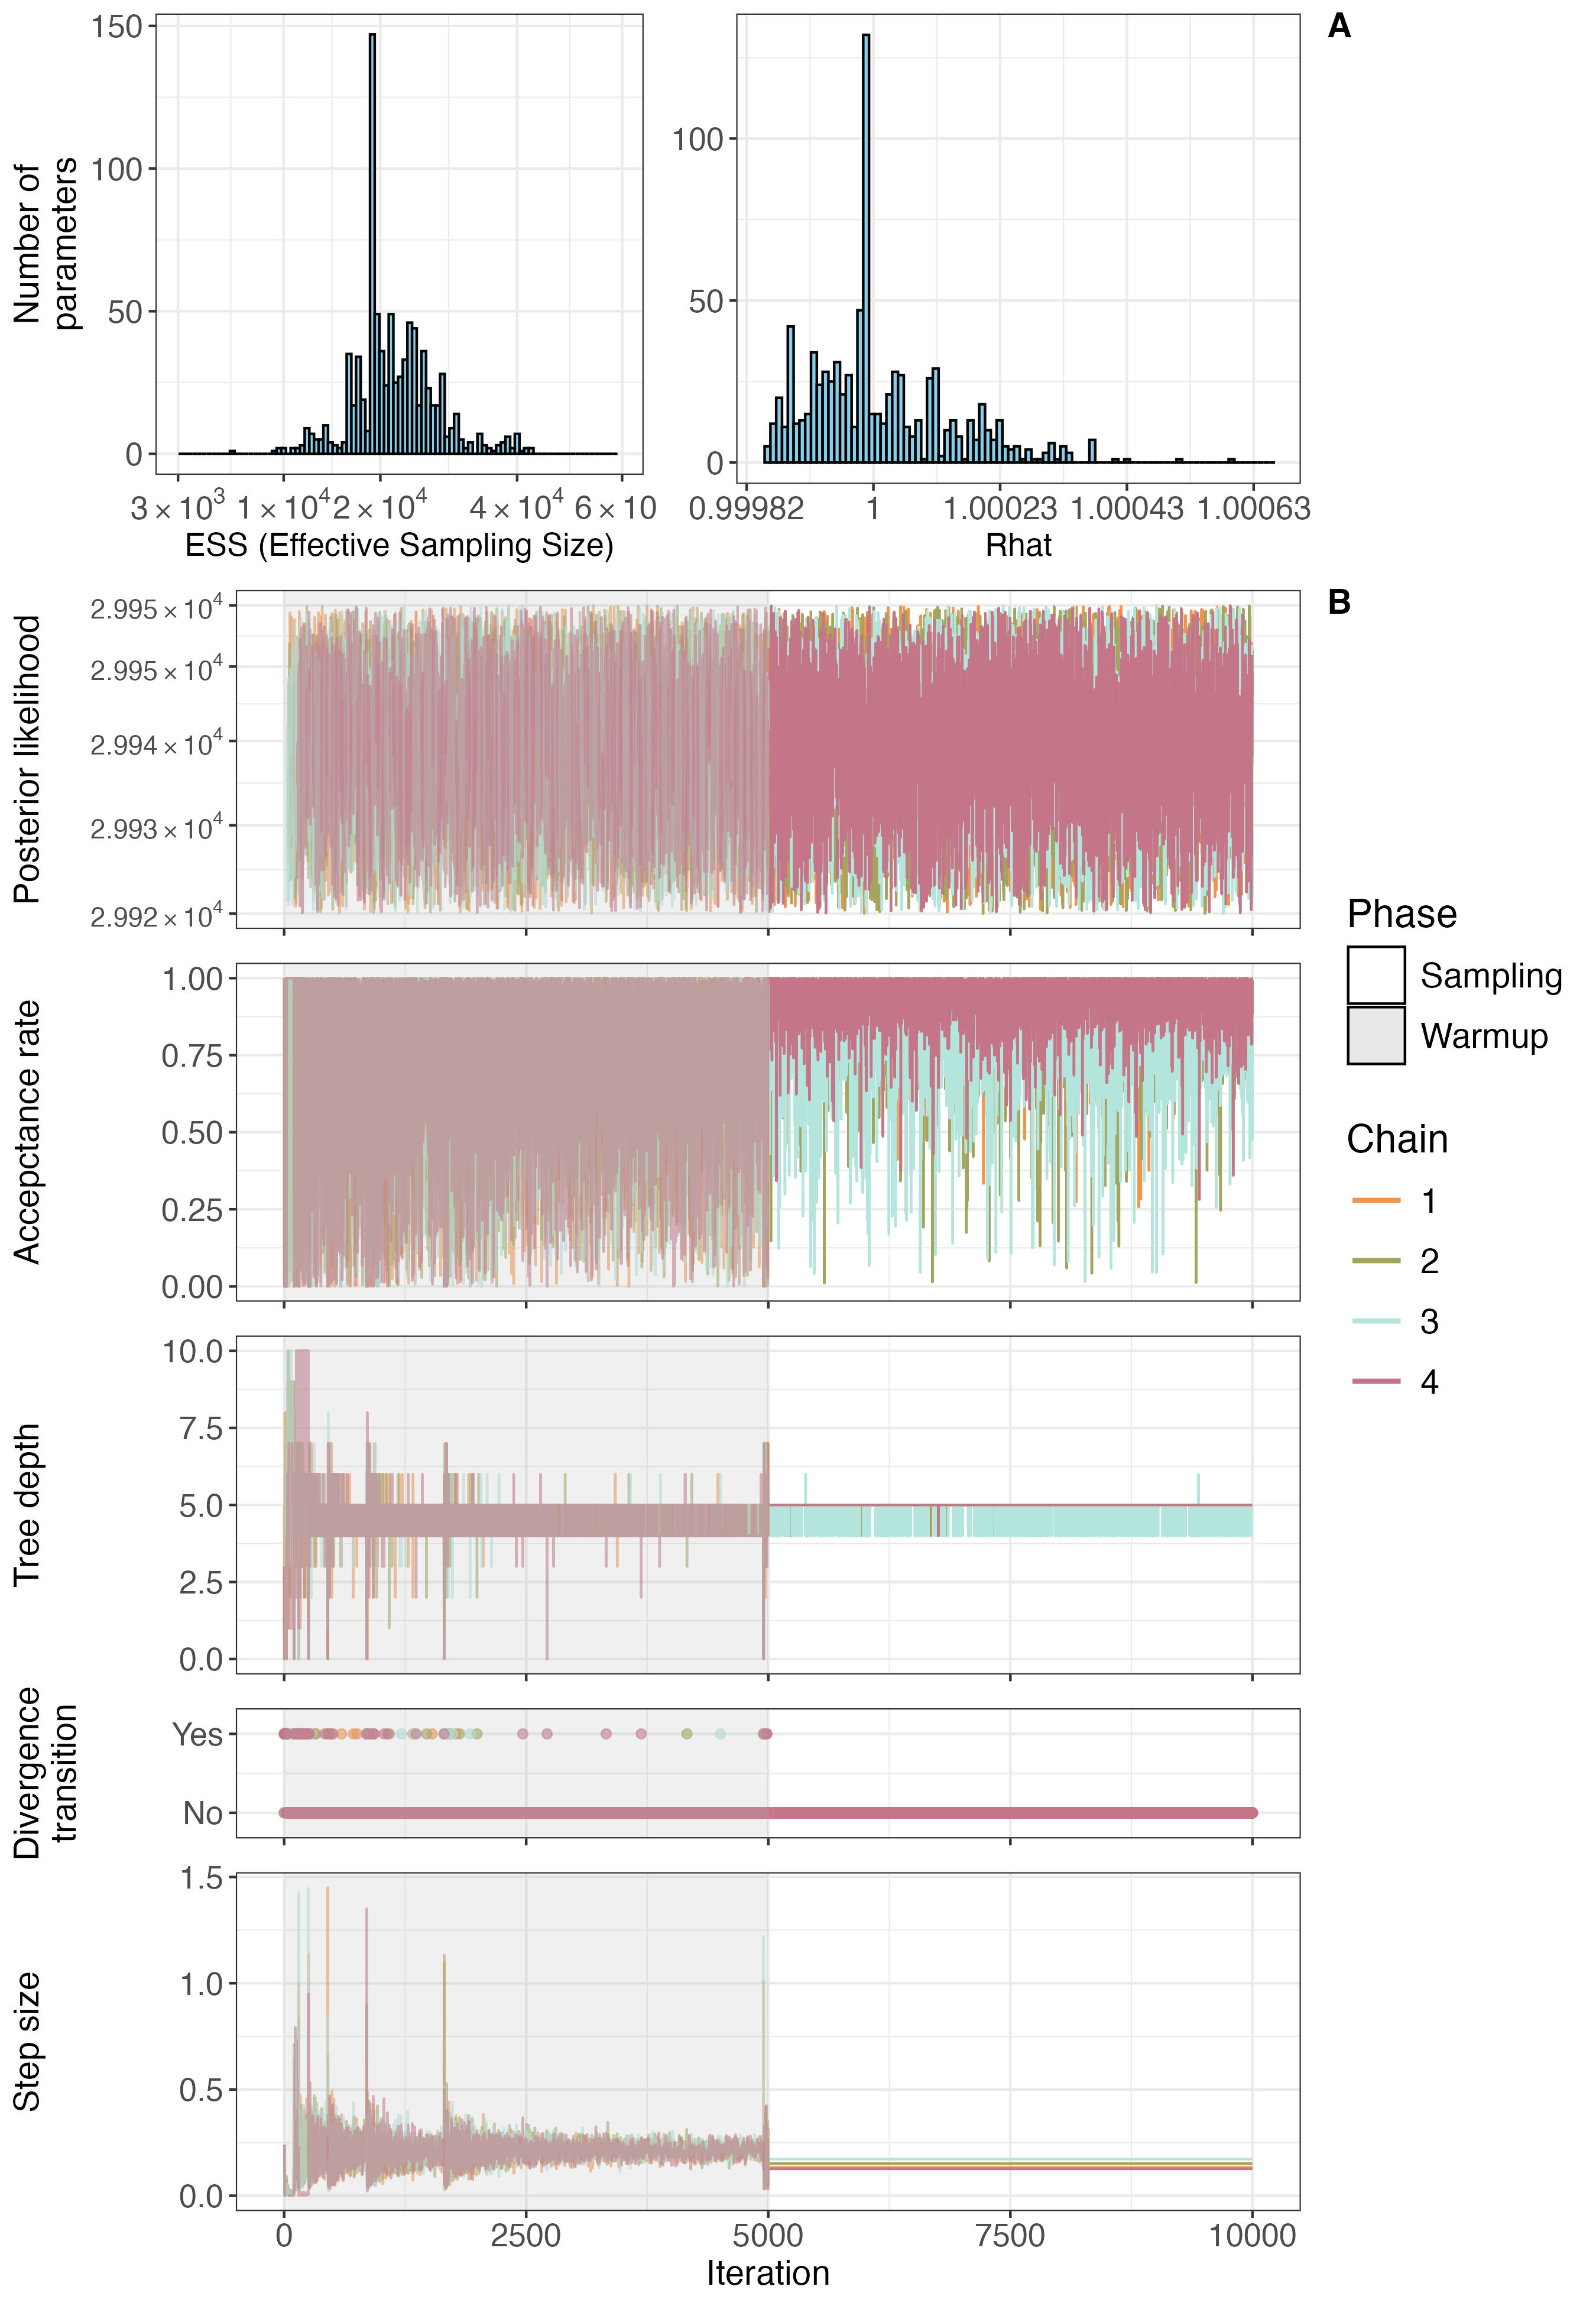 A
Number of
parameters
150
100
50
0
3×10³ 1×10⁴ 2×10⁴ 4×10⁴ 6×10
ESS (Effective Sampling Size)
100
50
0
0.99982 1 1.00023 1.00043 1.00063
Rhat
B
Posterior likelihood
2.995×10⁴
2.995×10⁴
2.994×10⁴
2.993×10⁴
2.992×10⁴
Accepctance rate
1.00
0.75
0.50
0.25
0.00
Tree depth
10.0
7.5
5.0
2.5
0.0
Divergence
transition
Yes
No
Step size
1.5
1.0
0.5
0.0
0 2500 5000 7500 10000
Iteration
Phase
Sampling
Warmup
Chain
1
2
3
4